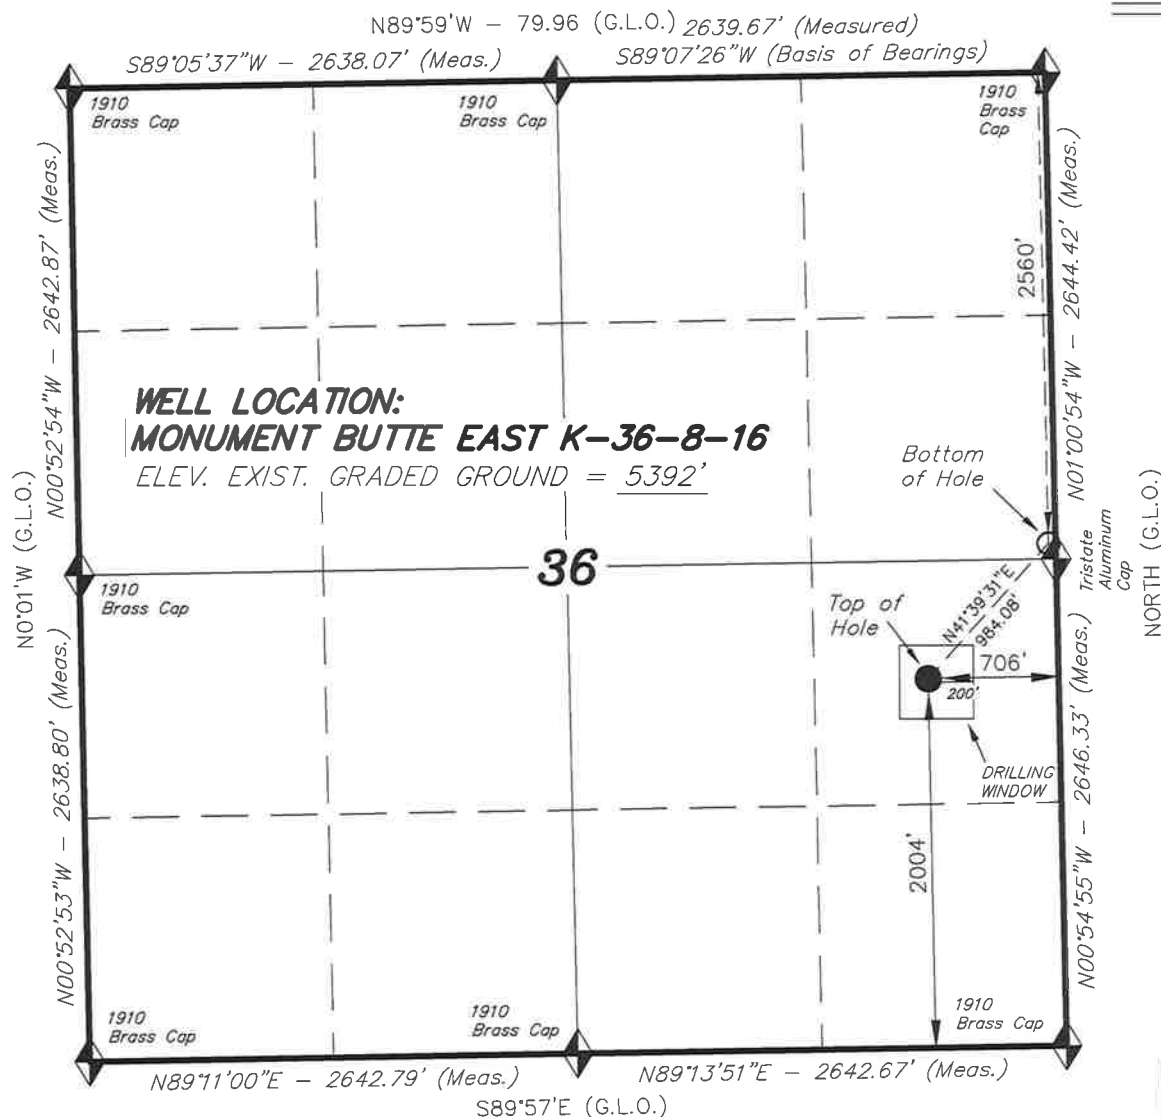 N89°59'W – 79.96 (G.L.O.)
2639.67' (Measured)
S89°05'37"W – 2638.07' (Meas.)
S89°07'26"W (Basis of Bearings)
1910
Brass Cap
1910
Brass Cap
1910
Brass
Cap
N00°52'54"W – 2642.87' (Meas.)
N01°00'54"W – 2644.42' (Meas.)
2560'
WELL LOCATION:
MONUMENT BUTTE EAST K–36–8–16
ELEV. EXIST. GRADED GROUND = 5392'
Bottom
of Hole
N0°01'W (G.L.O.)
NORTH (G.L.O.)
36
1910
Brass Cap
Tristate
Aluminum
Cap
Top of
Hole
N41°39'31"E
984.08'
706'
200'
DRILLING
WINDOW
2004'
N00°52'53"W – 2638.80' (Meas.)
N00°54'55"W – 2646.33' (Meas.)
1910
Brass Cap
1910
Brass Cap
1910
Brass Cap
N89°11'00"E – 2642.79' (Meas.)
N89°13'51"E – 2642.67' (Meas.)
S89°57'E (G.L.O.)